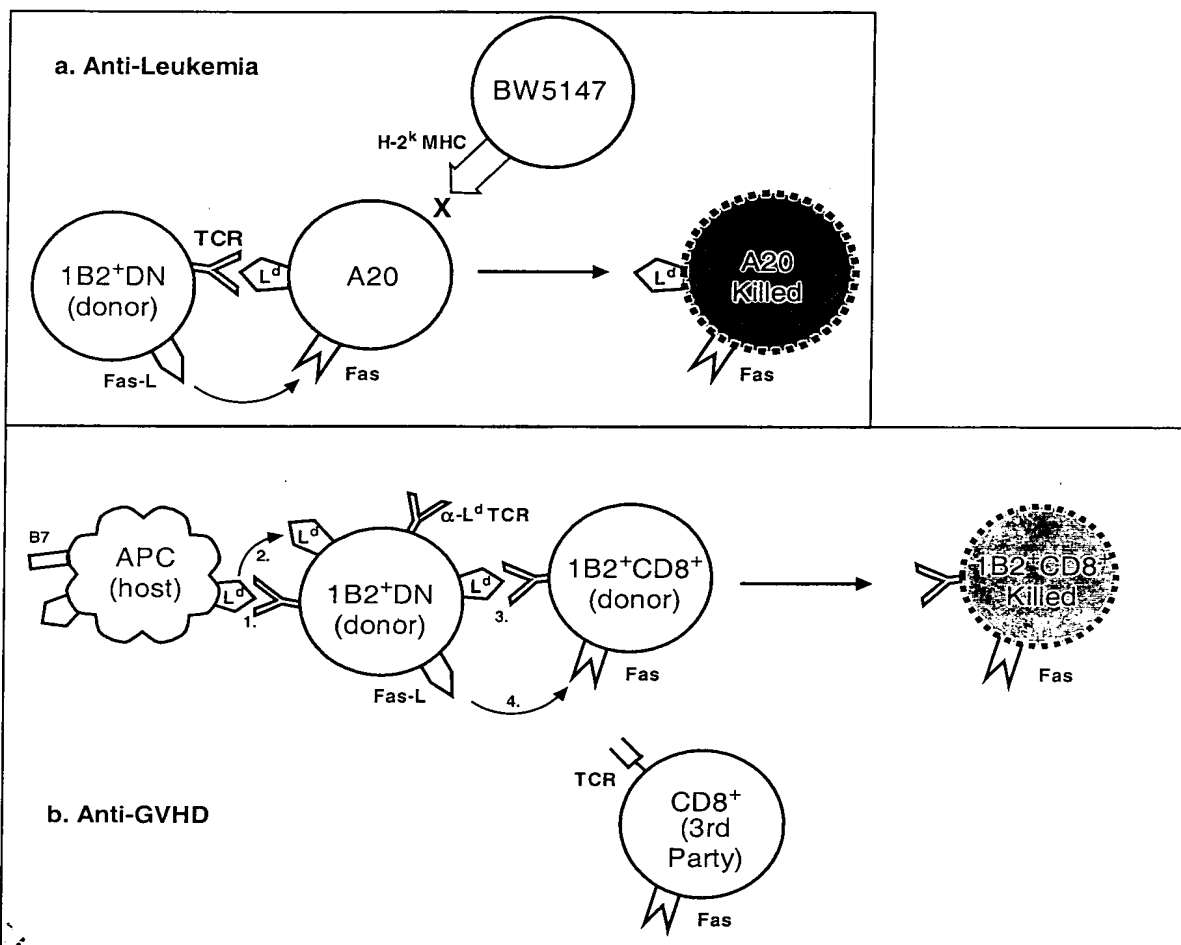 a. Anti-Leukemia
BW5147
H-2k MHC
X
TCR
1B2+DN
(donor)
Ld
A20
Fas-L
Fas
Ld
A20
Killed
Fas
B7
APC
(host)
Ld
1.
2.
Ld
α-Ld TCR
1B2+DN
(donor)
Ld
3.
1B2+CD8+
(donor)
Fas-L
4.
Fas
1B2+CD8+
Killed
Fas
b. Anti-GVHD
TCR
CD8+
(3rd
Party)
Fas